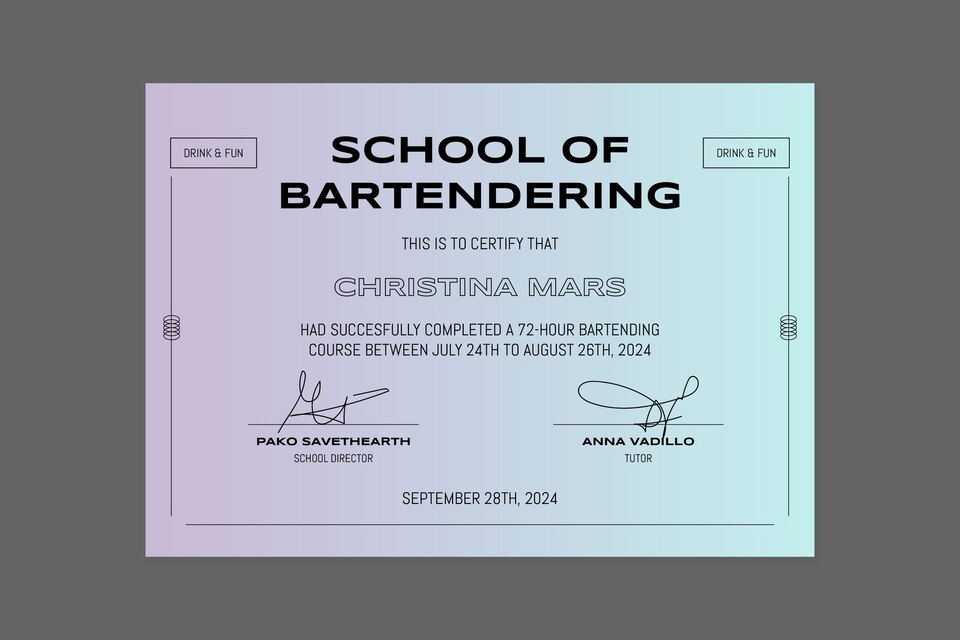 DRINK & FUN
SCHOOL OF
BARTENDERING
DRINK & FUN
THIS IS TO CERTIFY THAT
CHRISTINA MARS
HAD SUCCESFULLY COMPLETED A 72-HOUR BARTENDING
COURSE BETWEEN JULY 24TH TO AUGUST 26TH, 2024
PAKO SAVETHEARTH
SCHOOL DIRECTOR
ANNA VADILLO
TUTOR
SEPTEMBER 28TH, 2024